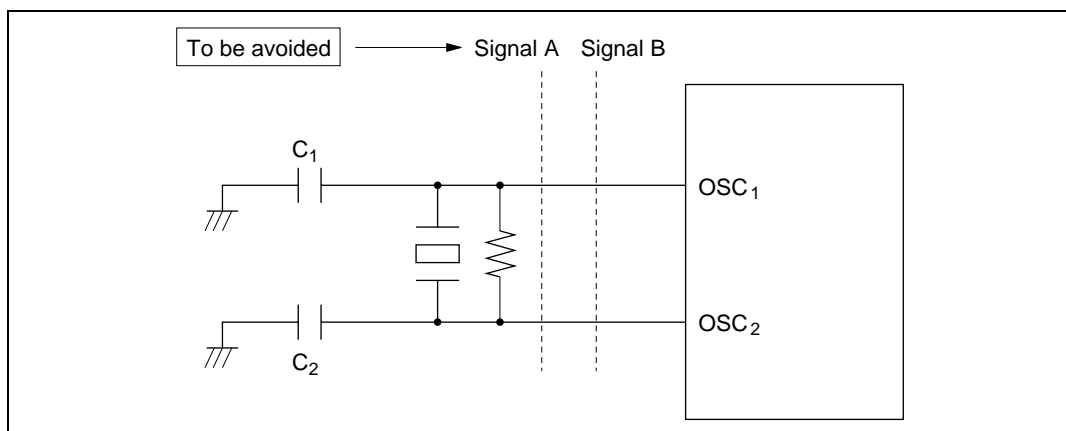 To be avoided Signal A Signal B
C1
OSC1
OSC2
C2